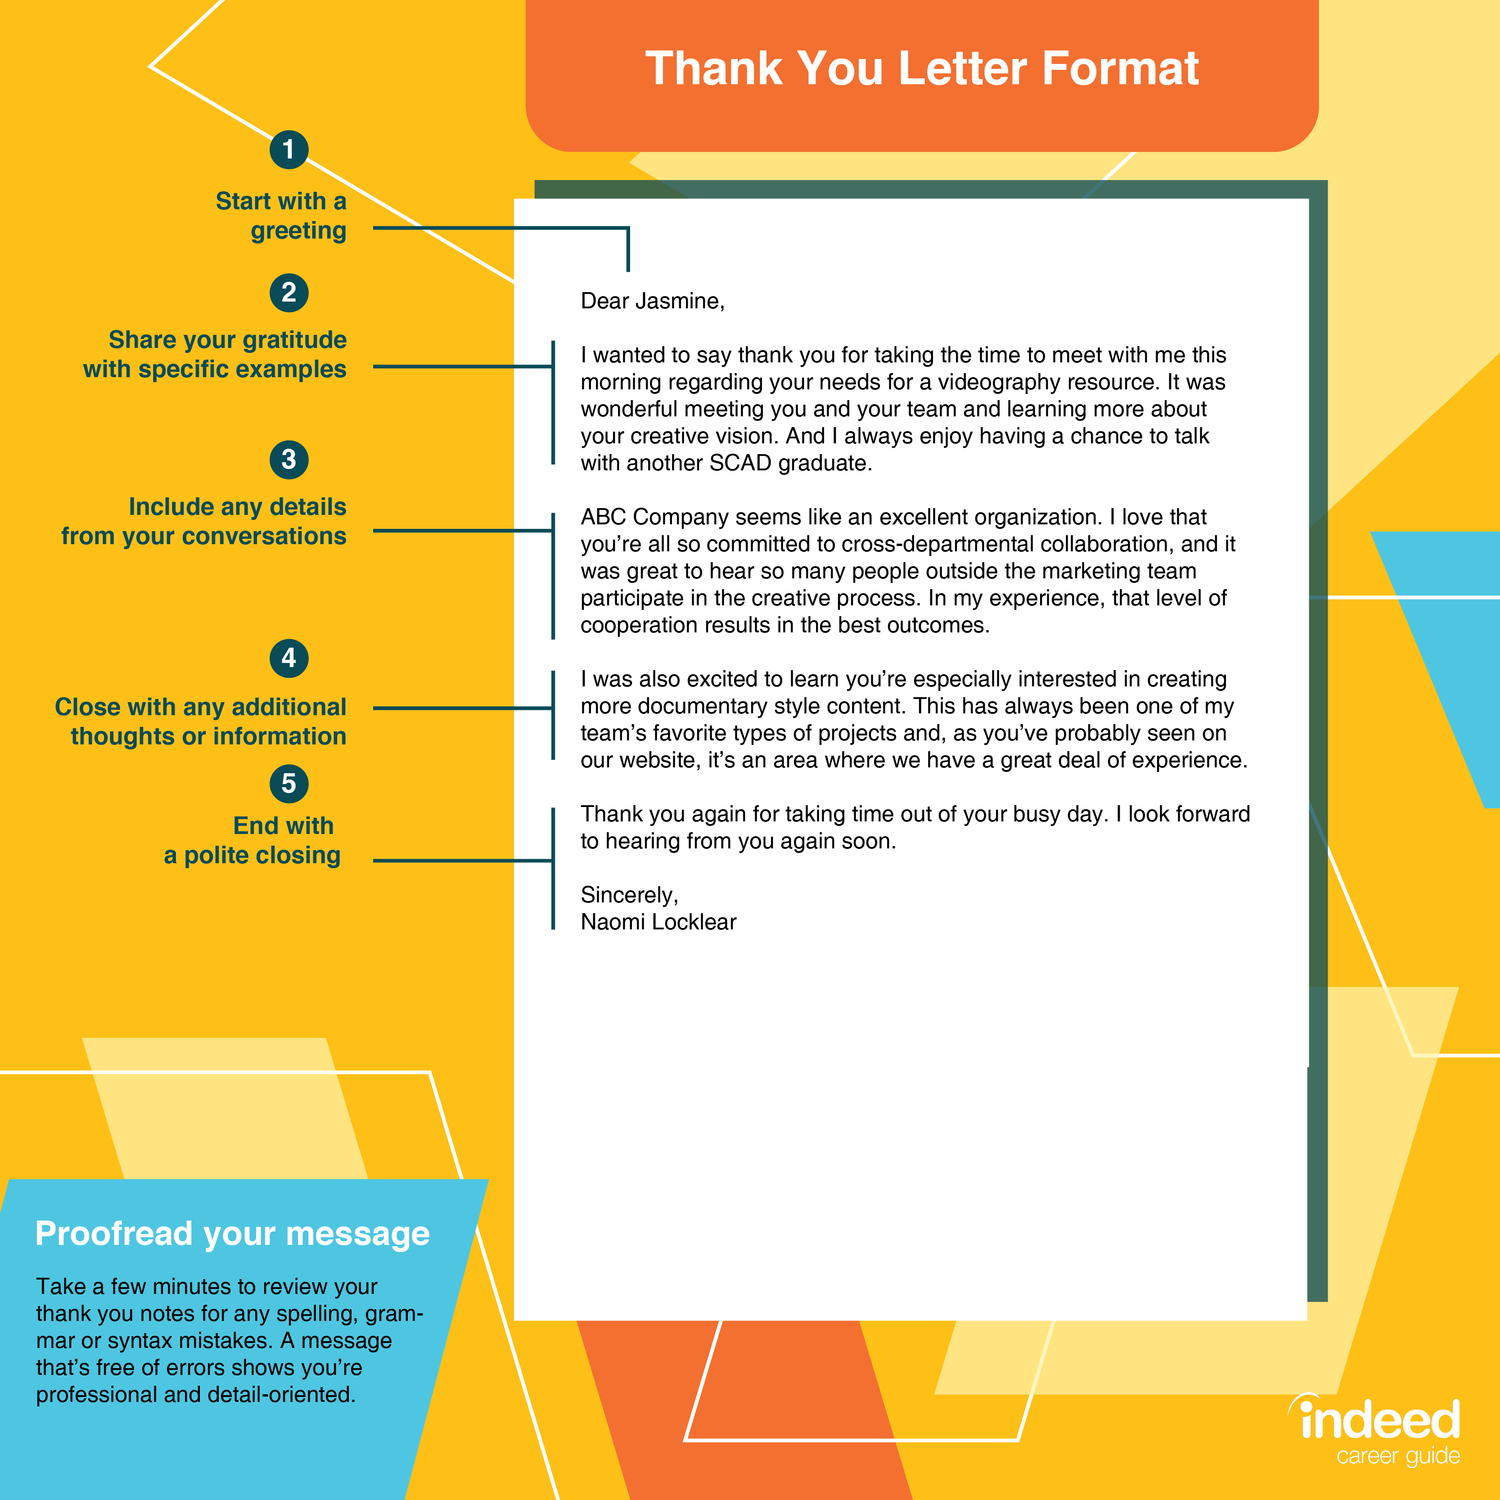 Thank You Letter Format
1
Start with a
greeting
2
Share your gratitude
with specific examples
3
Include any details
from your conversations
4
Close with any additional
thoughts or information
5
End with
a polite closing
Dear Jasmine,
I wanted to say thank you for taking the time to meet with me this
morning regarding your needs for a videography resource. It was
wonderful meeting you and your team and learning more about
your creative vision. And I always enjoy having a chance to talk
with another SCAD graduate.
ABC Company seems like an excellent organization. I love that
you’re all so committed to cross-departmental collaboration, and it
was great to hear so many people outside the marketing team
participate in the creative process. In my experience, that level of
cooperation results in the best outcomes.
I was also excited to learn you’re especially interested in creating
more documentary style content. This has always been one of my
team’s favorite types of projects and, as you’ve probably seen on
our website, it’s an area where we have a great deal of experience.
Thank you again for taking time out of your busy day. I look forward
to hearing from you again soon.
Sincerely,
Naomi Locklear
Proofread your message
Take a few minutes to review your
thank you notes for any spelling, gram-
mar or syntax mistakes. A message
that’s free of errors shows you’re
professional and detail-oriented.
indeed
career guide